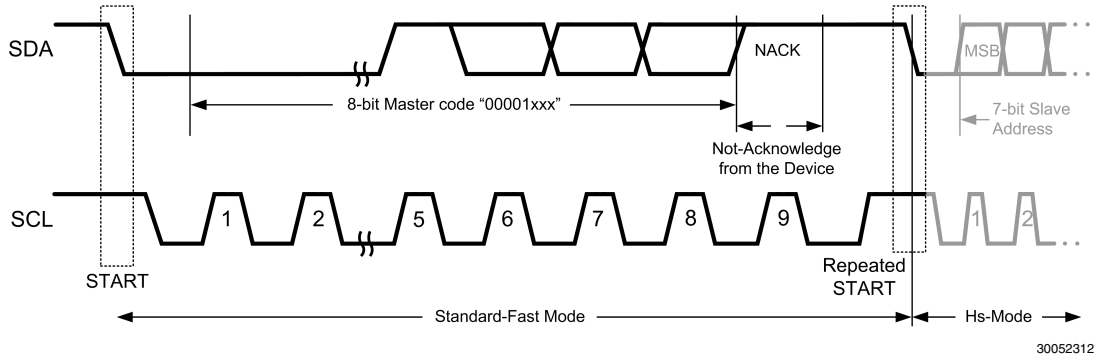 SDA
NACK
MSB
8-bit Master code “00001xxx”
7-bit Slave
Address
Not-Acknowledge
from the Device
SCL
1 2 5 6 7 8 9 1 2
START
Repeated
START
Standard-Fast Mode
Hs-Mode
30052312